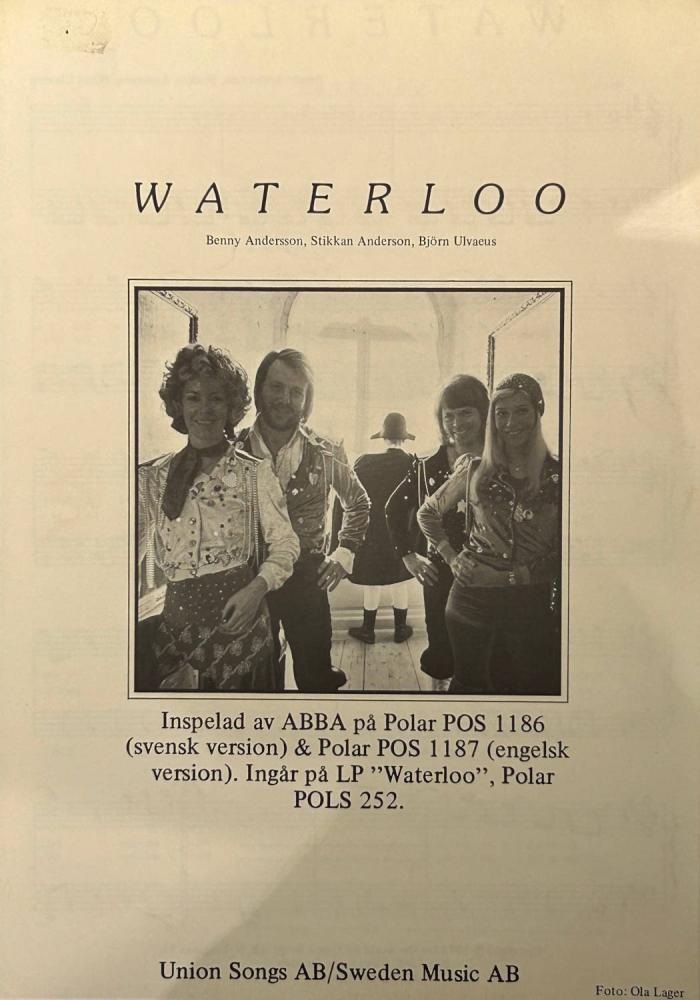 WATERLOO
Benny Andersson, Stikkan Anderson, Björn Ulvaeus
Inspelad av ABBA på Polar POS 1186
(svensk version) & Polar POS 1187 (engelsk
version). Ingår på LP ”Waterloo”, Polar
POLS 252.
Union Songs AB/Sweden Music AB
Foto: Ola Lager